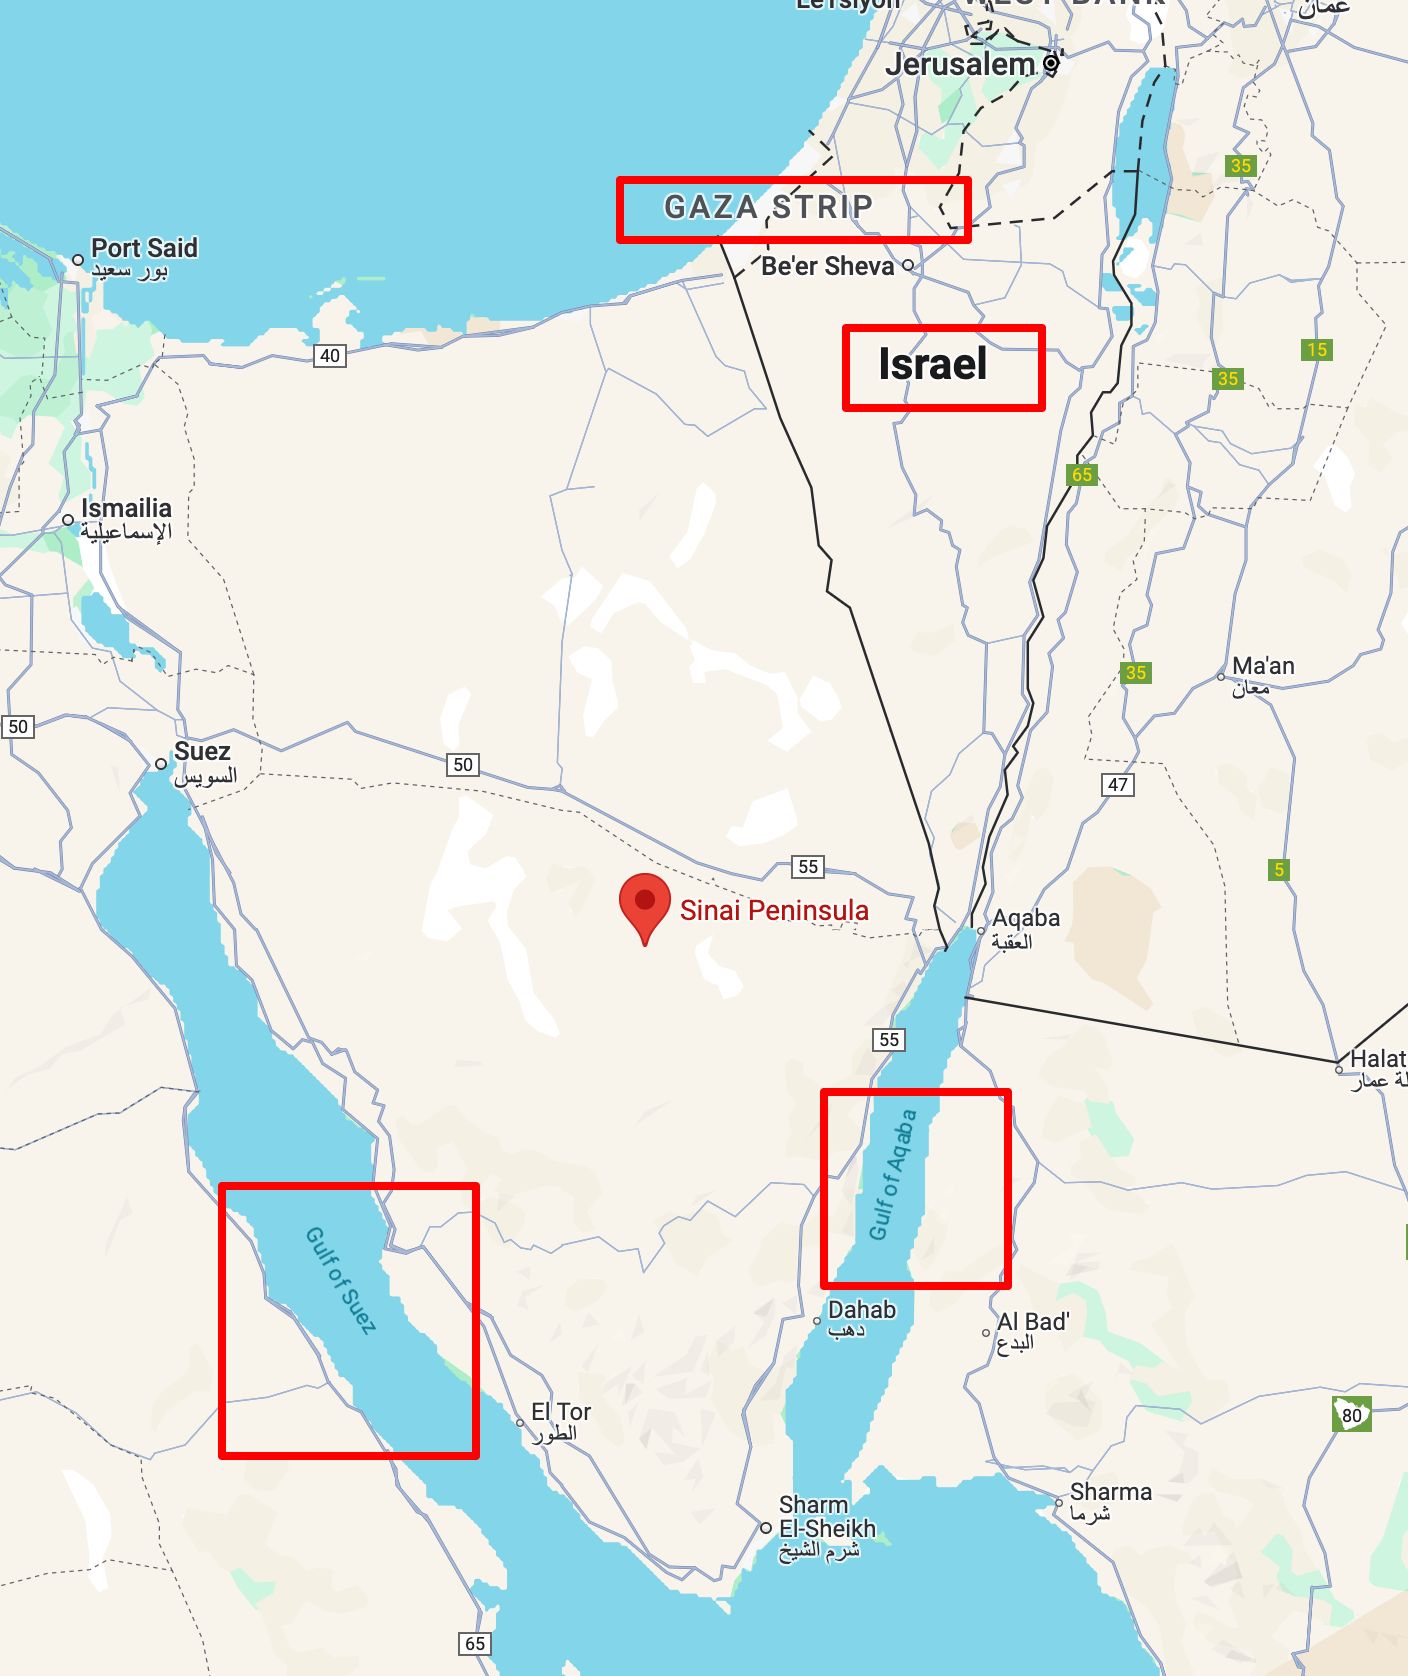 WEST BANK
عمان
Jerusalem
35
GAZA STRIP
Port Said
بور سعيد
Be'er Sheva
40
Israel
15
35
65
Ismailia
الإسماعيلية
Ma'an
معان
35
50
Suez
السويس
50
47
55
5
Sinai Peninsula
Aqaba
العقبة
55
Halat
لة عمار
Gulf of Aqaba
Gulf of Suez
Dahab
دهب
Al Bad'
البدع
El Tor
الطور
80
Sharma
شرما
Sharm
El-Sheikh
شرم الشيخ
65